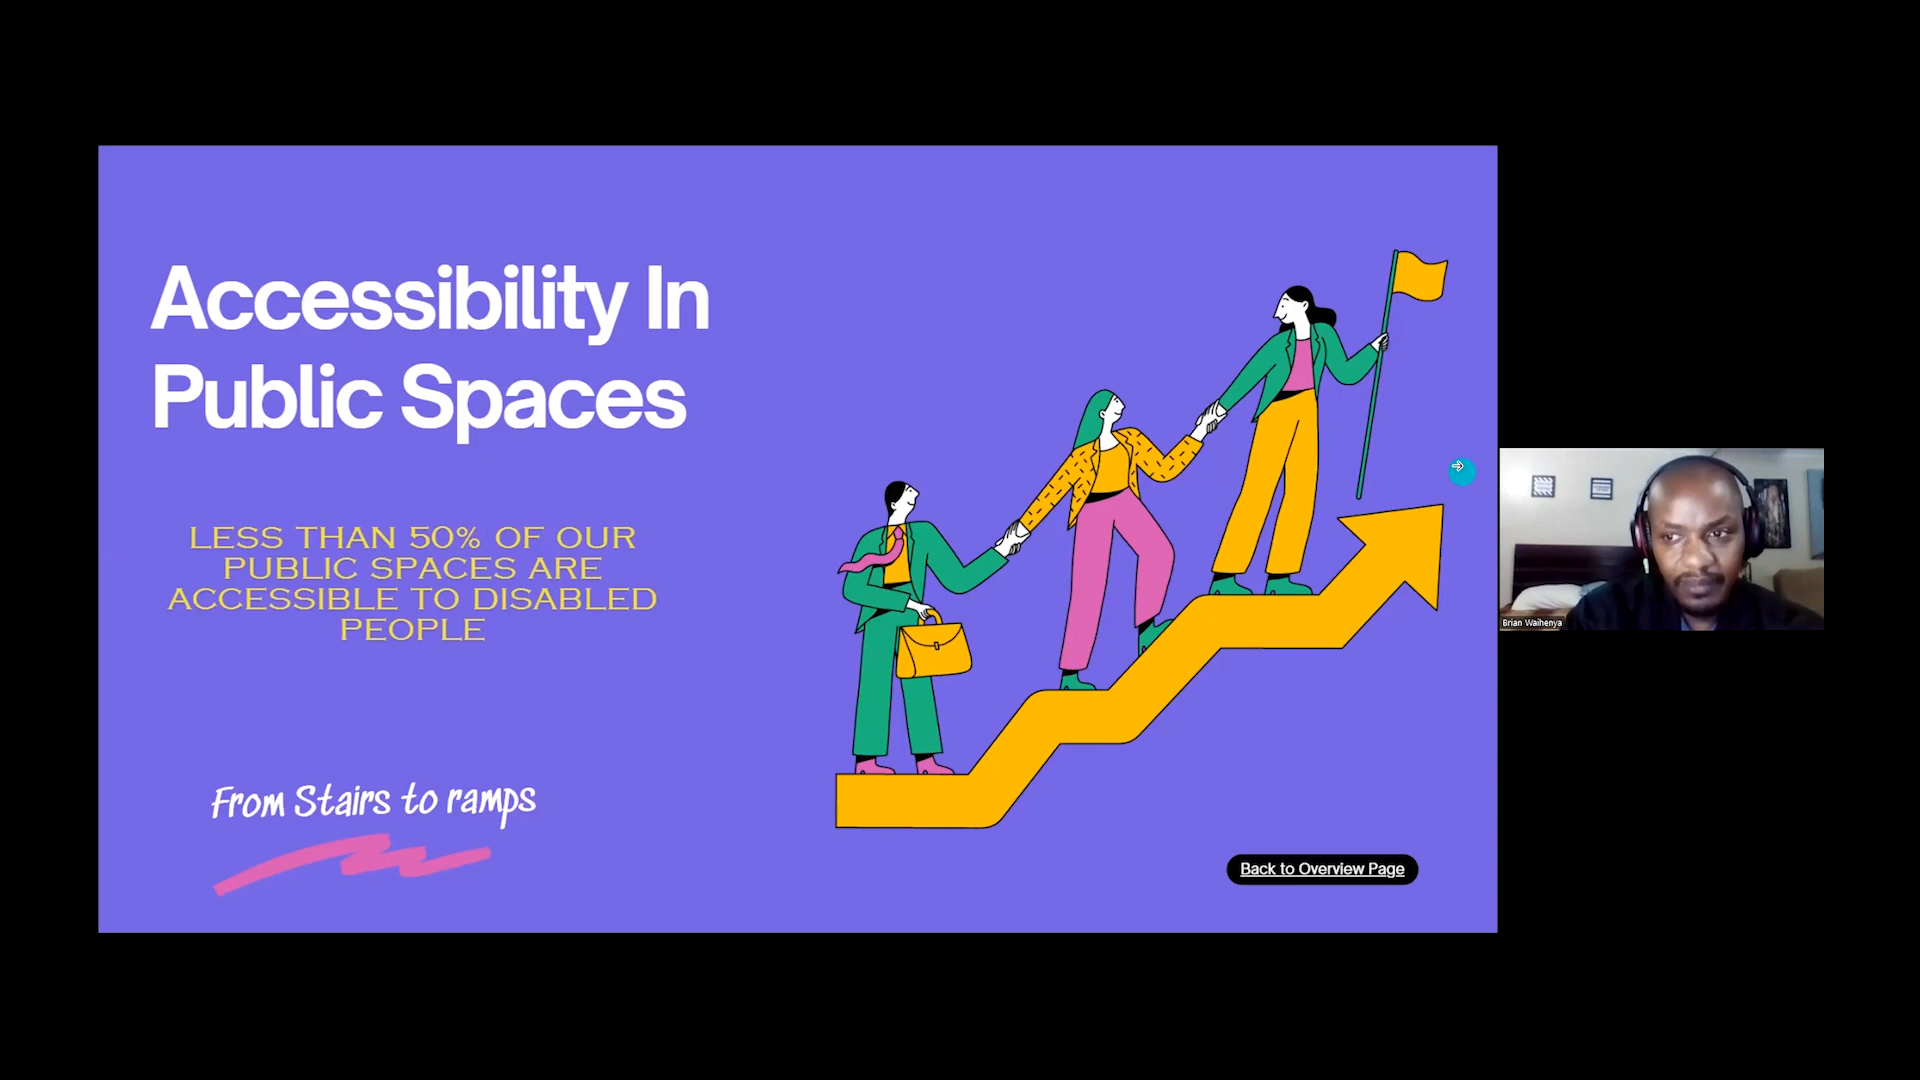 Accessibility In
Public Spaces
LESS THAN 50% OF OUR
PUBLIC SPACES ARE
ACCESSIBLE TO DISABLED
PEOPLE
From Stairs to ramps
Back to Overview Page
Brian Waihenya